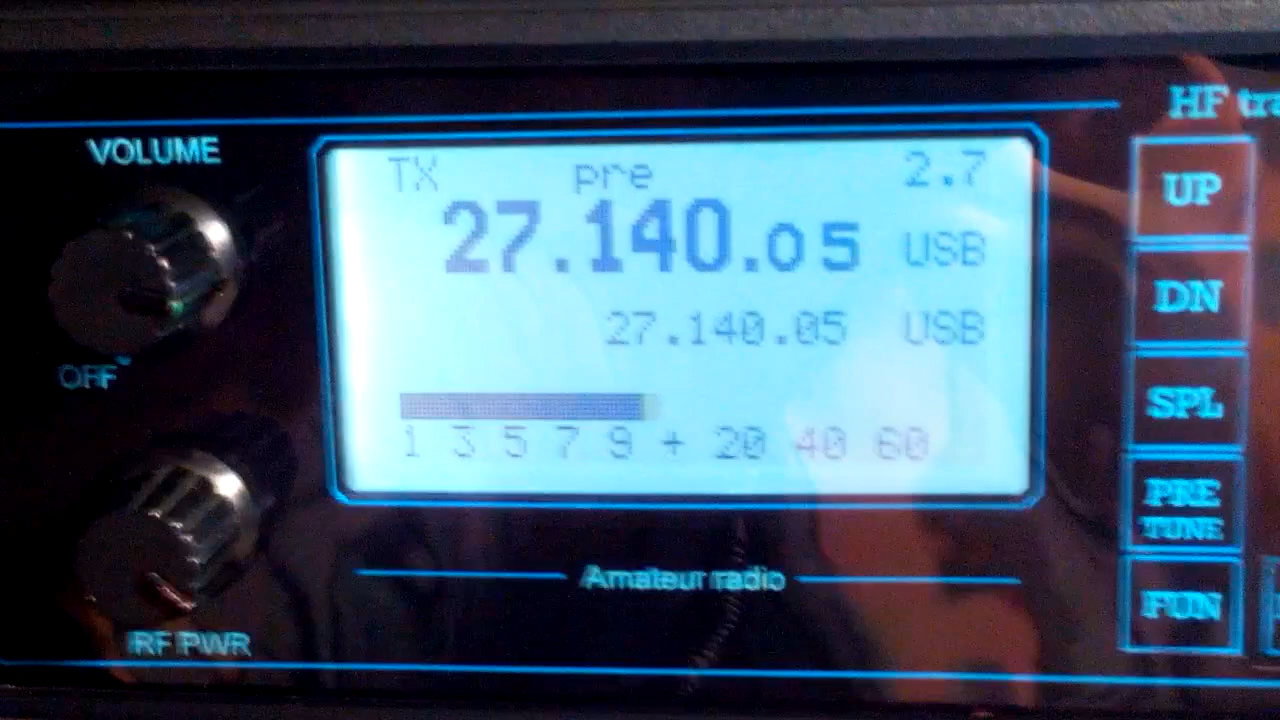 HF
VOLUME
TX pre 2.7
27.140.05 USB
27.140.05 USB
1 3 5 7 9 + 20 40 60
OFF
Amateur radio
RF PWR
UP
DN
SPL
PRE
TUNE
FUN